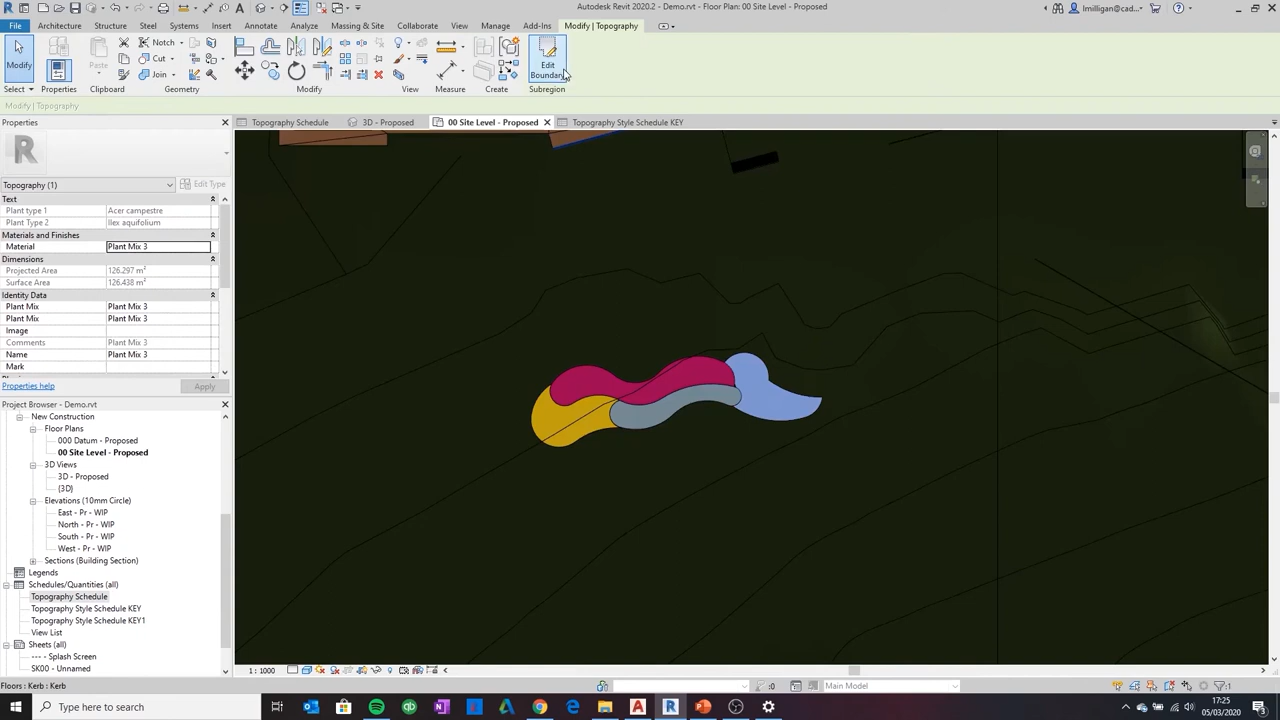 Autodesk Revit 2020.2 - Demo.rvt - Floor Plan: 00 Site Level - Proposed
lmilligan@cad...
File Architecture Structure Steel Systems Insert Annotate Analyze Massing & Site Collaborate View Manage Add-Ins Modify | Topography
Modify
Notch
Cut
Join
Edit Boundary
Select Properties Clipboard Geometry Modify View Measure Create Subregion
Modify | Topography
Properties
Topography Schedule 3D - Proposed 00 Site Level - Proposed Topography Style Schedule KEY
Topography (1) Edit Type
Text
Plant type 1 Acer campestre
Plant Type 2 Ilex aquifolium
Materials and Finishes
Material Plant Mix 3
Dimensions
Projected Area 126.297 m²
Surface Area 126.438 m²
Identity Data
Plant Mix Plant Mix 3
Plant Mix Plant Mix 3
Image
Comments Plant Mix 3
Name Plant Mix 3
Mark
Properties help Apply
Project Browser - Demo.rvt
New Construction
Floor Plans
000 Datum - Proposed
00 Site Level - Proposed
3D Views
3D - Proposed
{3D}
Elevations (10mm Circle)
East - Pr - WIP
North - Pr - WIP
South - Pr - WIP
West - Pr - WIP
Sections (Building Section)
Legends
Schedules/Quantities (all)
Topography Schedule
Topography Style Schedule KEY
Topography Style Schedule KEY1
View List
Sheets (all)
--- - Splash Screen
SK00 - Unnamed
1 : 1000
Floors : Kerb : Kerb
:0 Main Model :1
Type here to search
17:25
05/03/2020